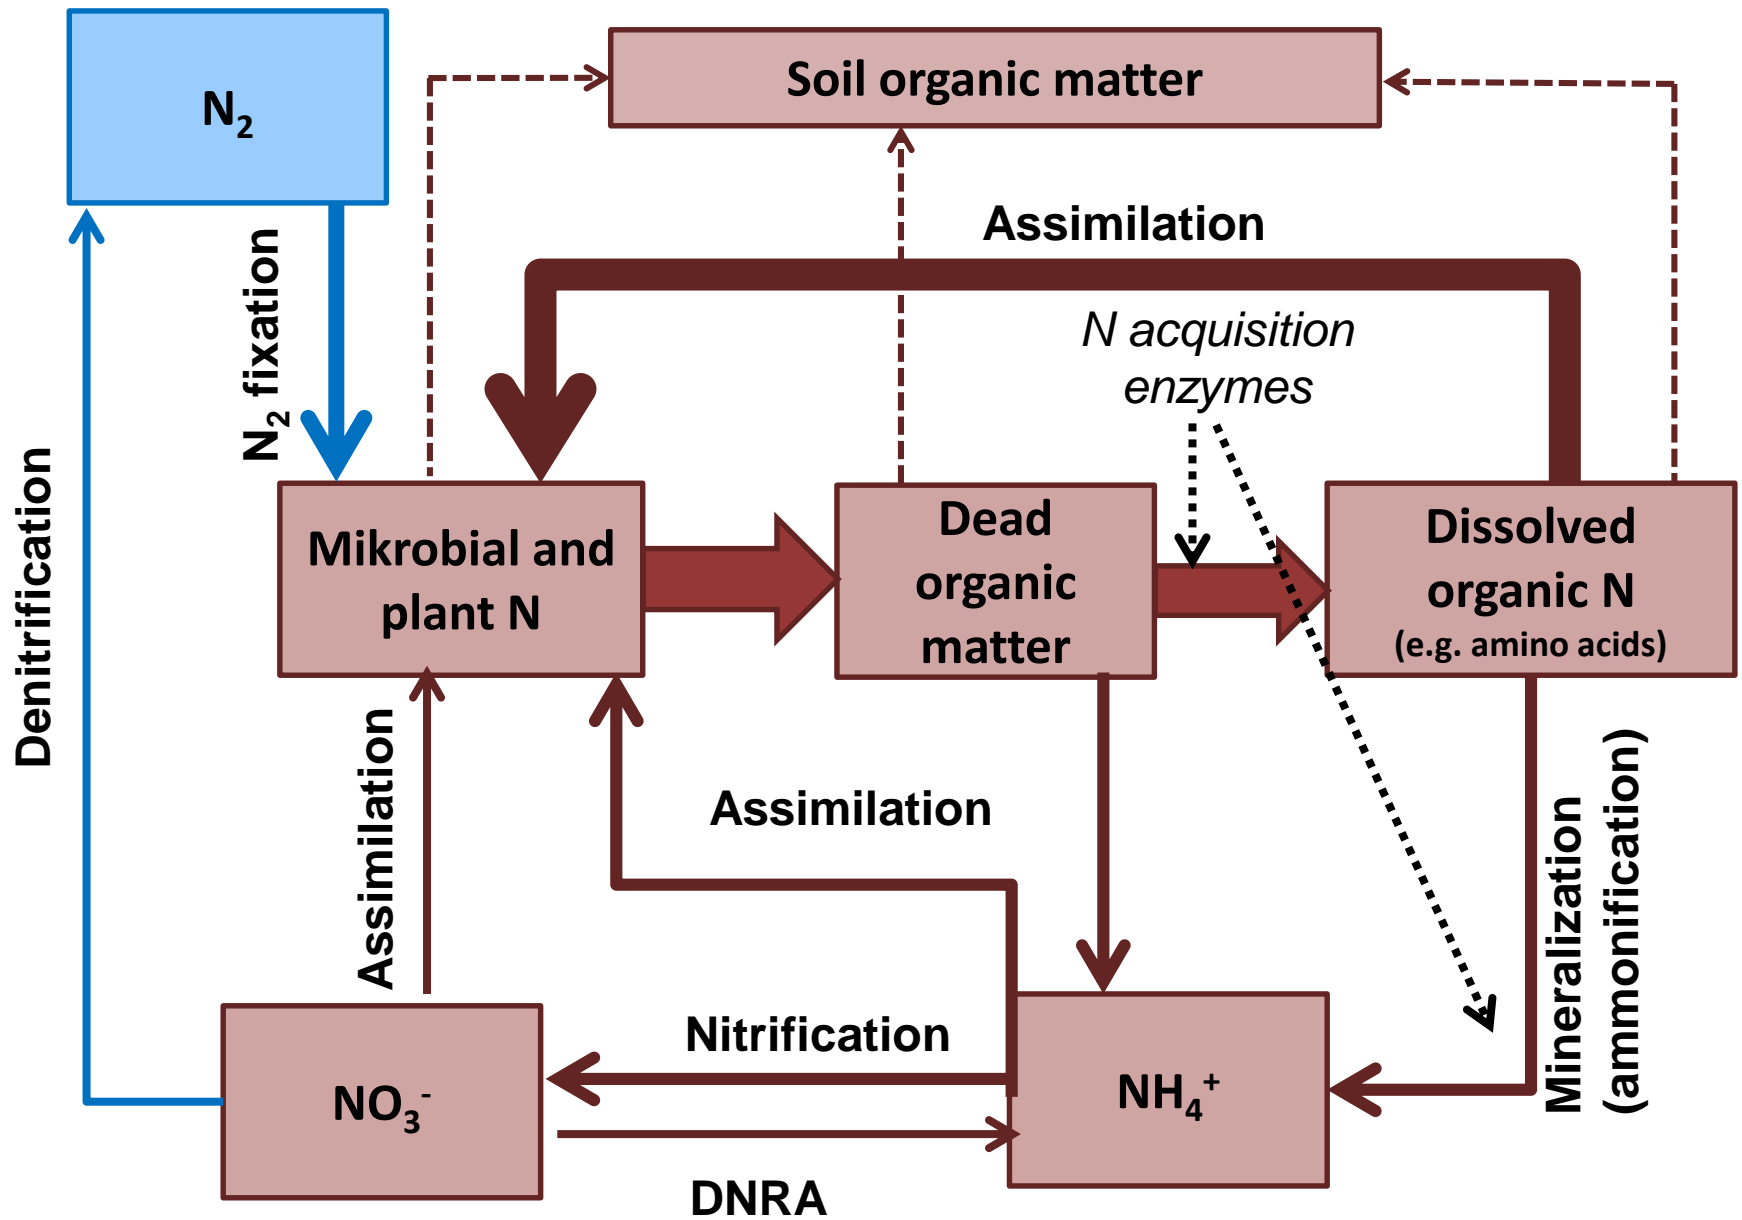 N₂
Soil organic matter
Assimilation
N₂ fixation
N acquisition
enzymes
Denitrification
Mikrobial and
plant N
Dead
organic
matter
Dissolved
organic N
(e.g. amino acids)
Assimilation
Assimilation
Mineralization
(ammonification)
Nitrification
NO₃⁻
NH₄⁺
DNRA